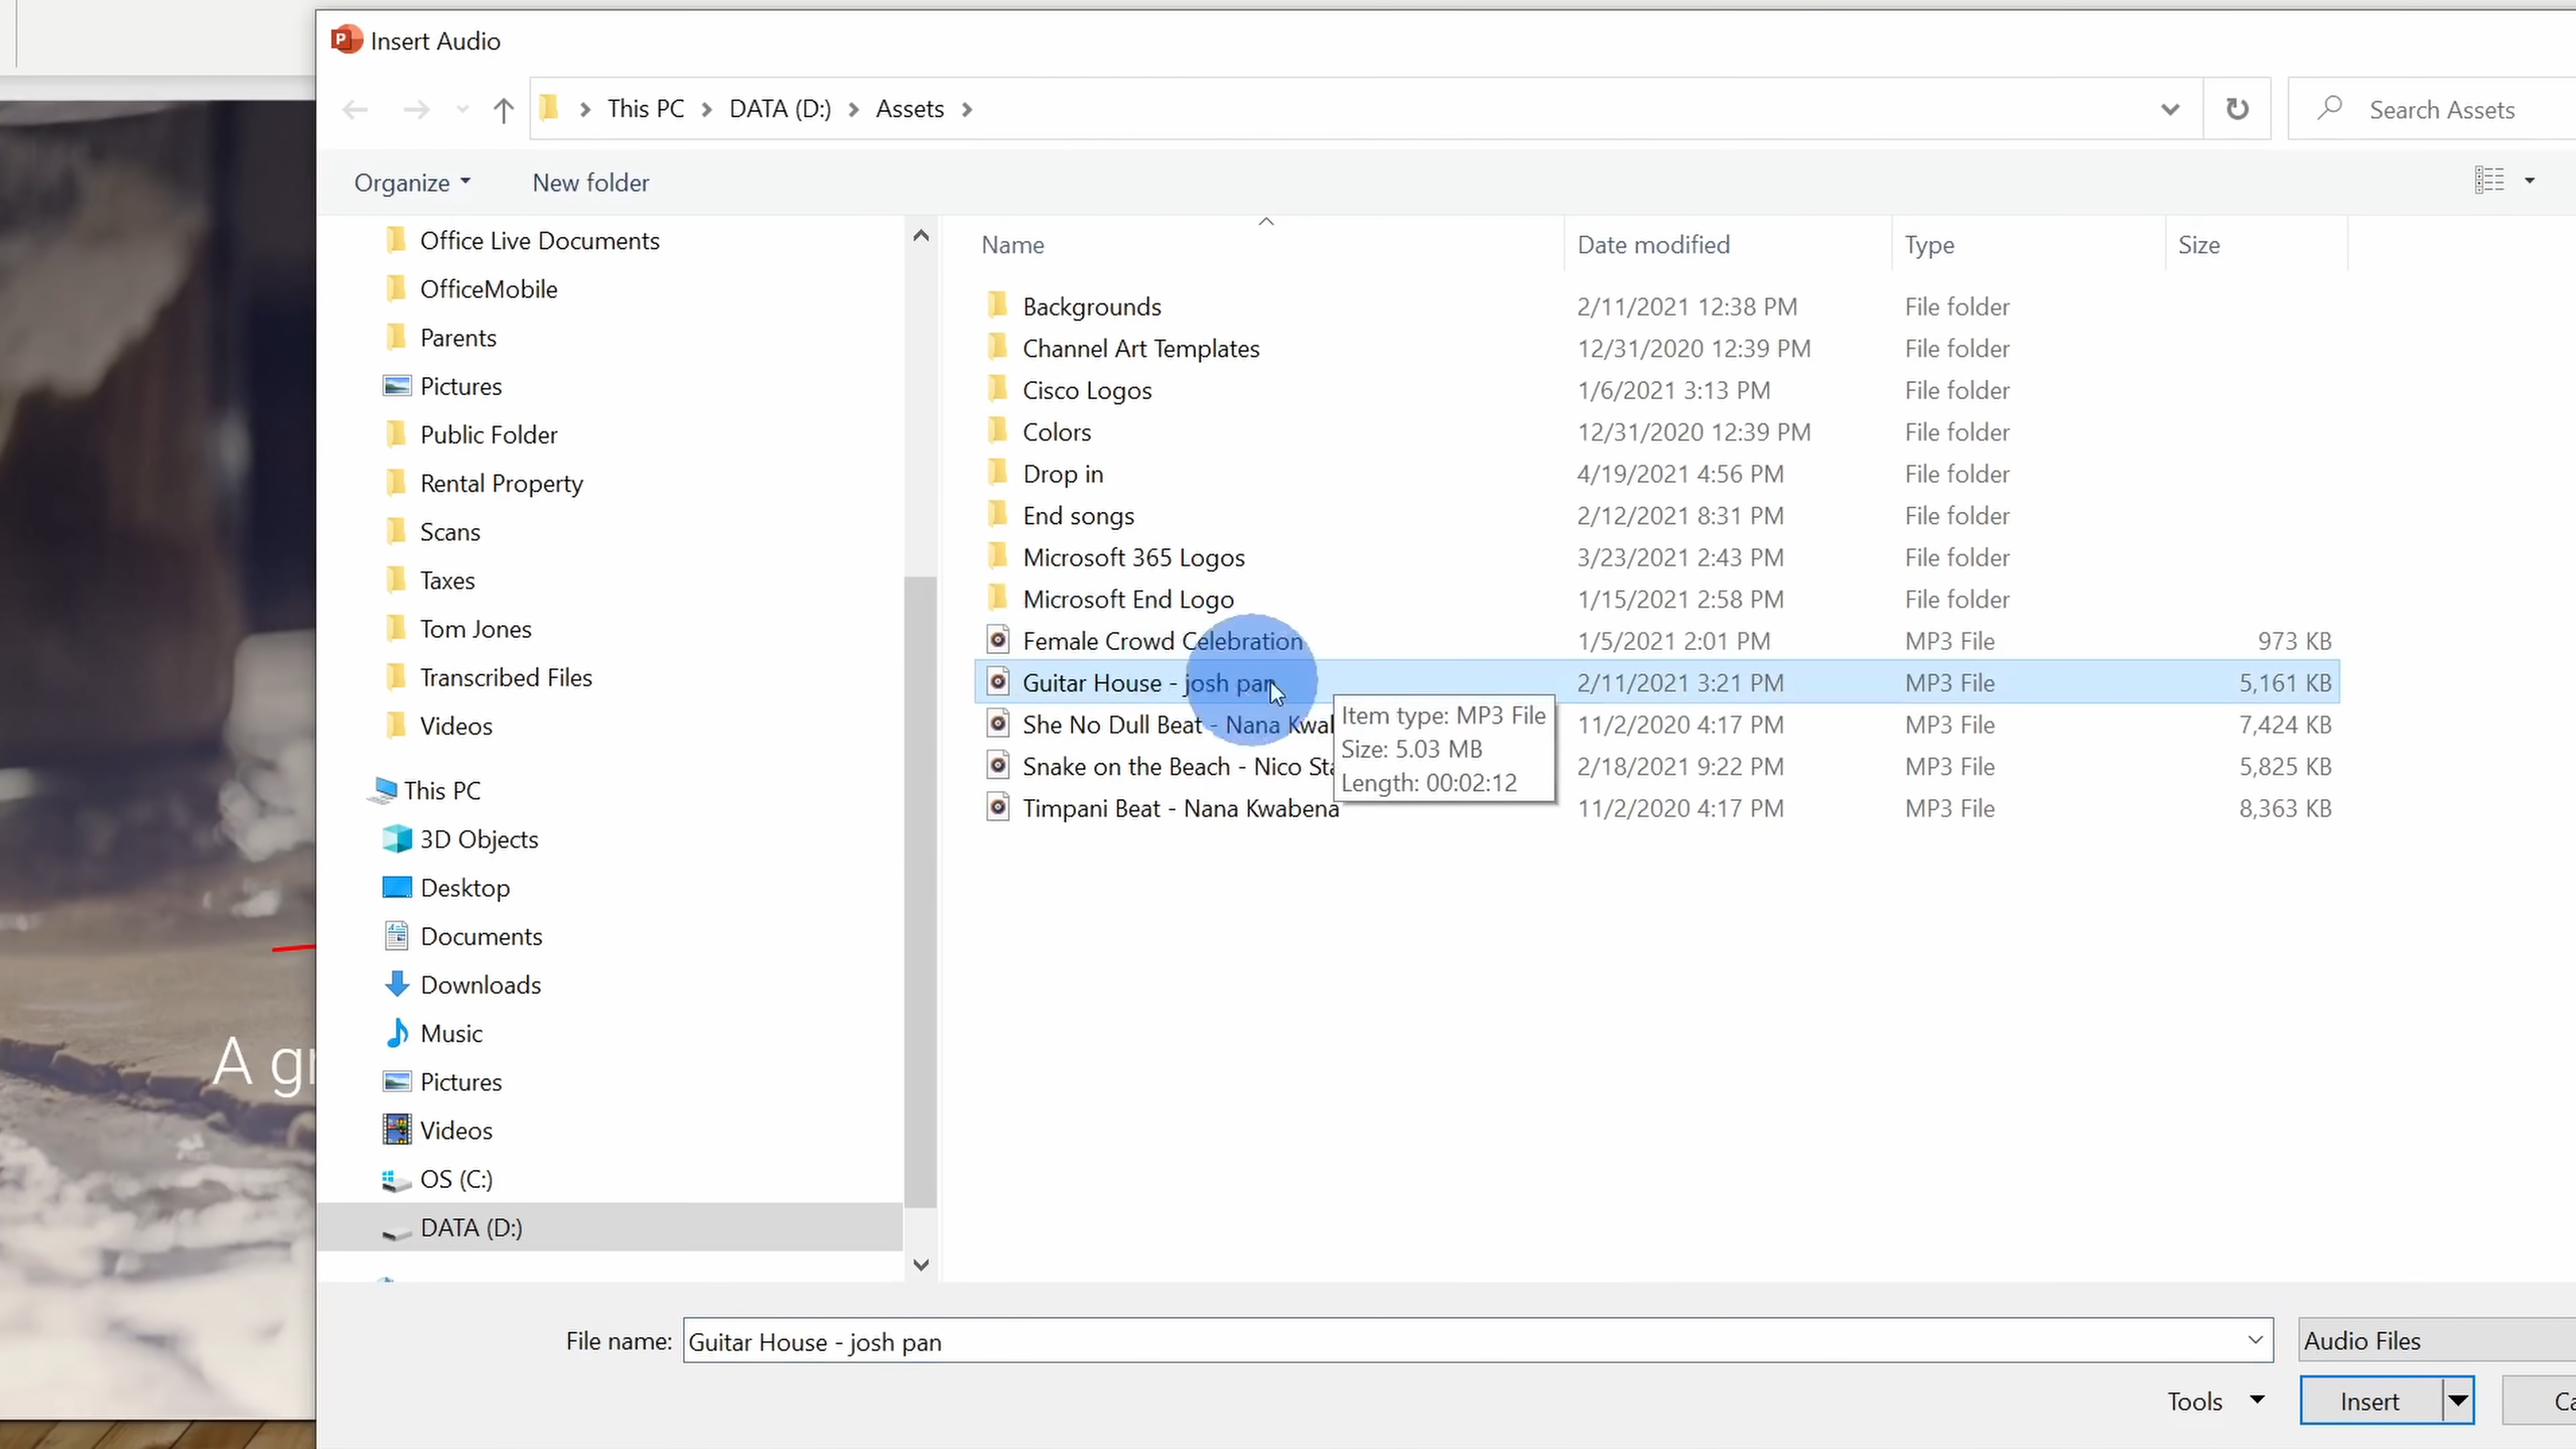 Insert Audio
This PC DATA (D:) Assets
Search Assets
Organize New folder
Name Date modified Type Size
Office Live Documents
OfficeMobile
Parents
Pictures
Public Folder
Rental Property
Scans
Taxes
Tom Jones
Transcribed Files
Videos
This PC
3D Objects
Desktop
Documents
Downloads
Music
Pictures
Videos
OS (C:)
DATA (D:)
Backgrounds 2/11/2021 12:38 PM File folder
Channel Art Templates 12/31/2020 12:39 PM File folder
Cisco Logos 1/6/2021 3:13 PM File folder
Colors 12/31/2020 12:39 PM File folder
Drop in 4/19/2021 4:56 PM File folder
End songs 2/12/2021 8:31 PM File folder
Microsoft 365 Logos 3/23/2021 2:43 PM File folder
Microsoft End Logo 1/15/2021 2:58 PM File folder
Female Crowd Celebration 1/5/2021 2:01 PM MP3 File 973 KB
Guitar House - josh pan 2/11/2021 3:21 PM MP3 File 5,161 KB
She No Dull Beat - Nana 11/2/2020 4:17 PM MP3 File 7,424 KB
Snake on the Beach - Nico 2/18/2021 9:22 PM MP3 File 5,825 KB
Timpani Beat - Nana Kwabena 11/2/2020 4:17 PM MP3 File 8,363 KB
Item type: MP3 File
Size: 5.03 MB
Length: 00:02:12
A
File name: Guitar House - josh pan
Audio Files
Tools Insert